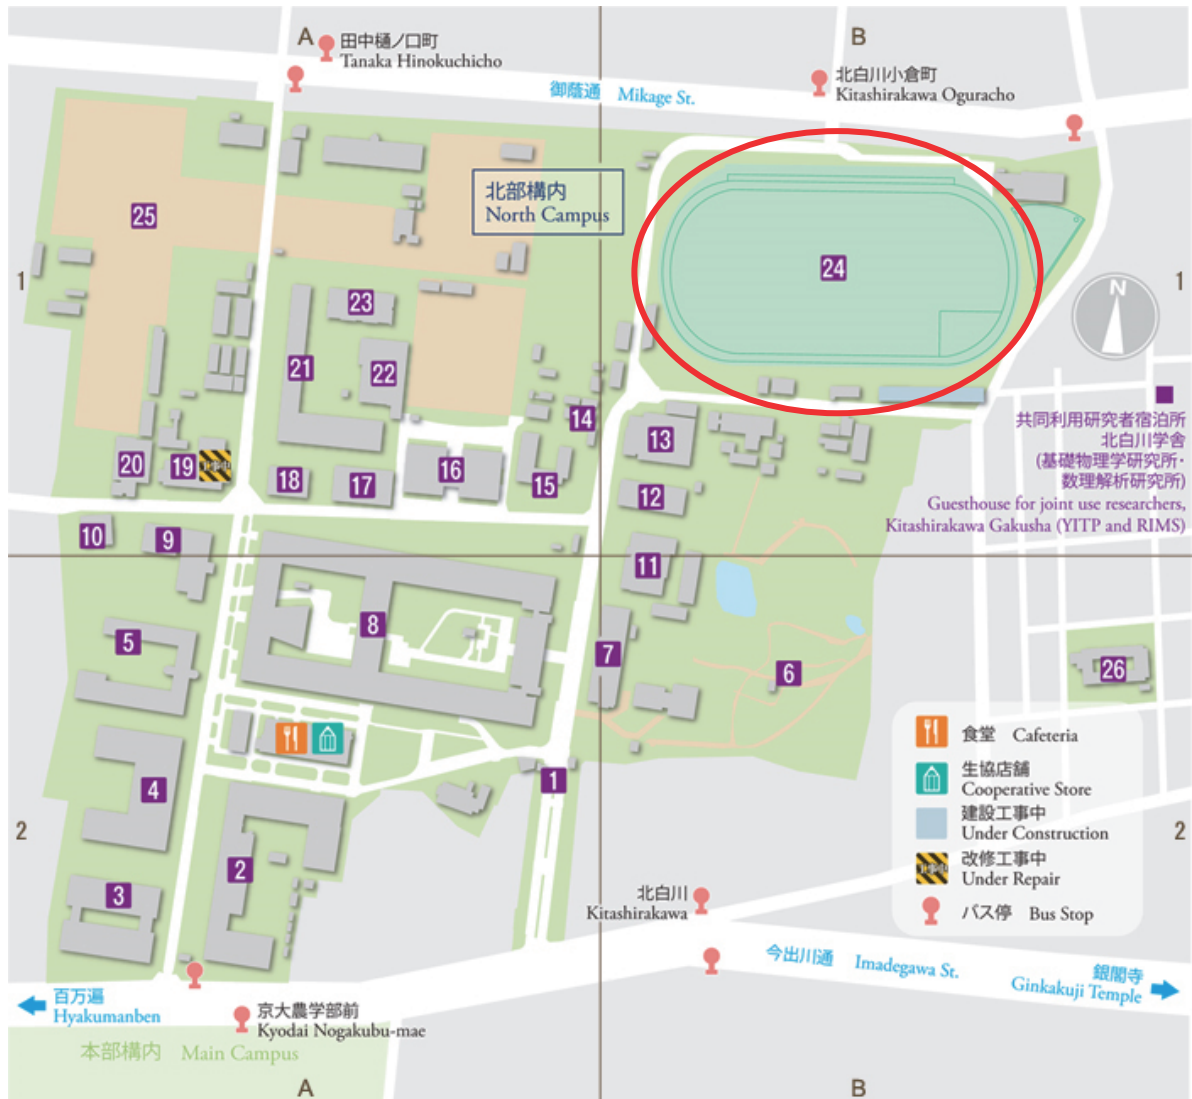 A
B
田中樋ノ口町
Tanaka Hinokuchicho
北白川小倉町
Kitashirakawa Oguracho
御蔭通 Mikage St.
北部構内
North Campus
25
24
1
1
N
23
21
22
14
13
共同利用研究者宿泊所
北白川学舎
(基礎物理学研究所・
数理解析研究所)
Guesthouse for joint use researchers,
Kitashirakawa Gakusha (YITP and RIMS)
20
19
工事中
18
17
16
15
12
10
9
11
8
5
7
6
26
食堂 Cafeteria
生協店舗
Cooperative Store
建設工事中
Under Construction
工事中
改修工事中
Under Repair
バス停 Bus Stop
4
1
2
2
2
3
北白川
Kitashirakawa
今出川通 Imadegawa St.
銀閣寺
Ginkakuji Temple
百万遍
Hyakumanben
京大農学部前
Kyodai Nogakubu-mae
本部構内 Main Campus
A
B